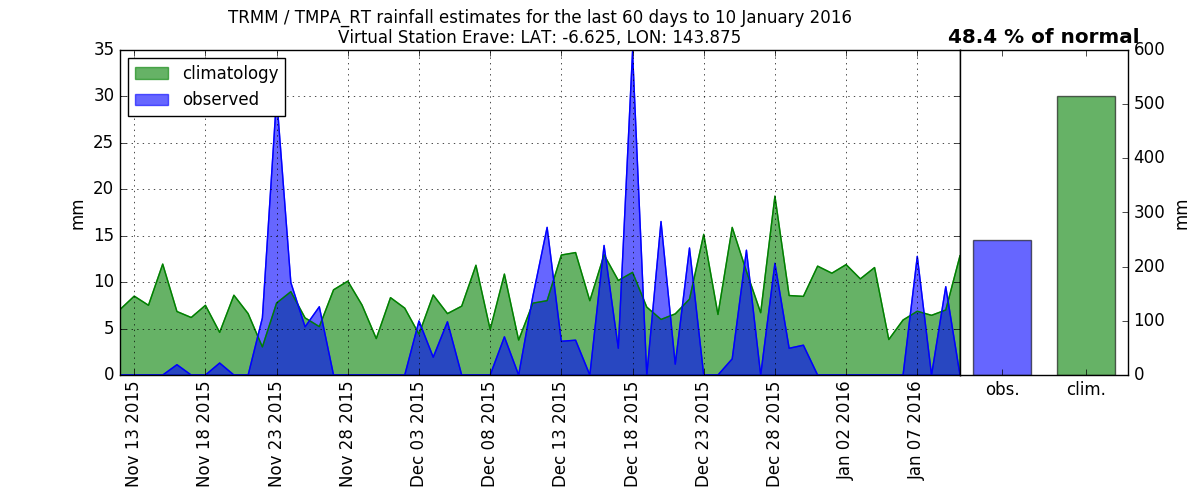 TRMM / TMPA_RT rainfall estimates for the last 60 days to 10 January 2016
Virtual Station Erave: LAT: -6.625, LON: 143.875
48.4 % of normal
climatology
observed
mm
35
30
25
20
15
10
5
0
Nov 13 2015
Nov 18 2015
Nov 23 2015
Nov 28 2015
Dec 03 2015
Dec 08 2015
Dec 13 2015
Dec 18 2015
Dec 23 2015
Dec 28 2015
Jan 02 2016
Jan 07 2016
600
500
400
300
200
100
0
mm
obs.
clim.